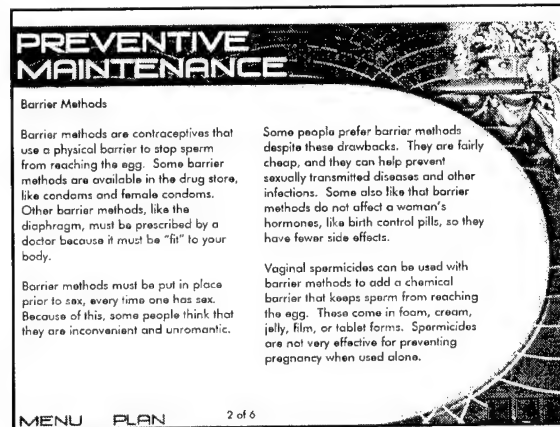 PREVENTIVE
MAINTENANCE
Barrier Methods
Barrier methods are contraceptives that
use a physical barrier to stop sperm
from reaching the egg. Some barrier
methods are available in the drug store,
like condoms and female condoms.
Other barrier methods, like the
diaphragm, must be prescribed by a
doctor because it must be "fit" to your
body.
Barrier methods must be put in place
prior to sex, every time one has sex.
Because of this, some people think that
they are inconvenient and unromantic.
Some people prefer barrier methods
despite these drawbacks. They are fairly
cheap, and they can help prevent
sexually transmitted diseases and other
infections. Some also like that barrier
methods do not affect a woman's
hormones, like birth control pills, so they
have fewer side effects.
Vaginal spermicides can be used with
barrier methods to add a chemical
barrier that keeps sperm from reaching
the egg. These come in foam, cream,
jelly, film, or tablet forms. Spermicides
are not very effective for preventing
pregnancy when used alone.
MENU PLAN 2 of 6